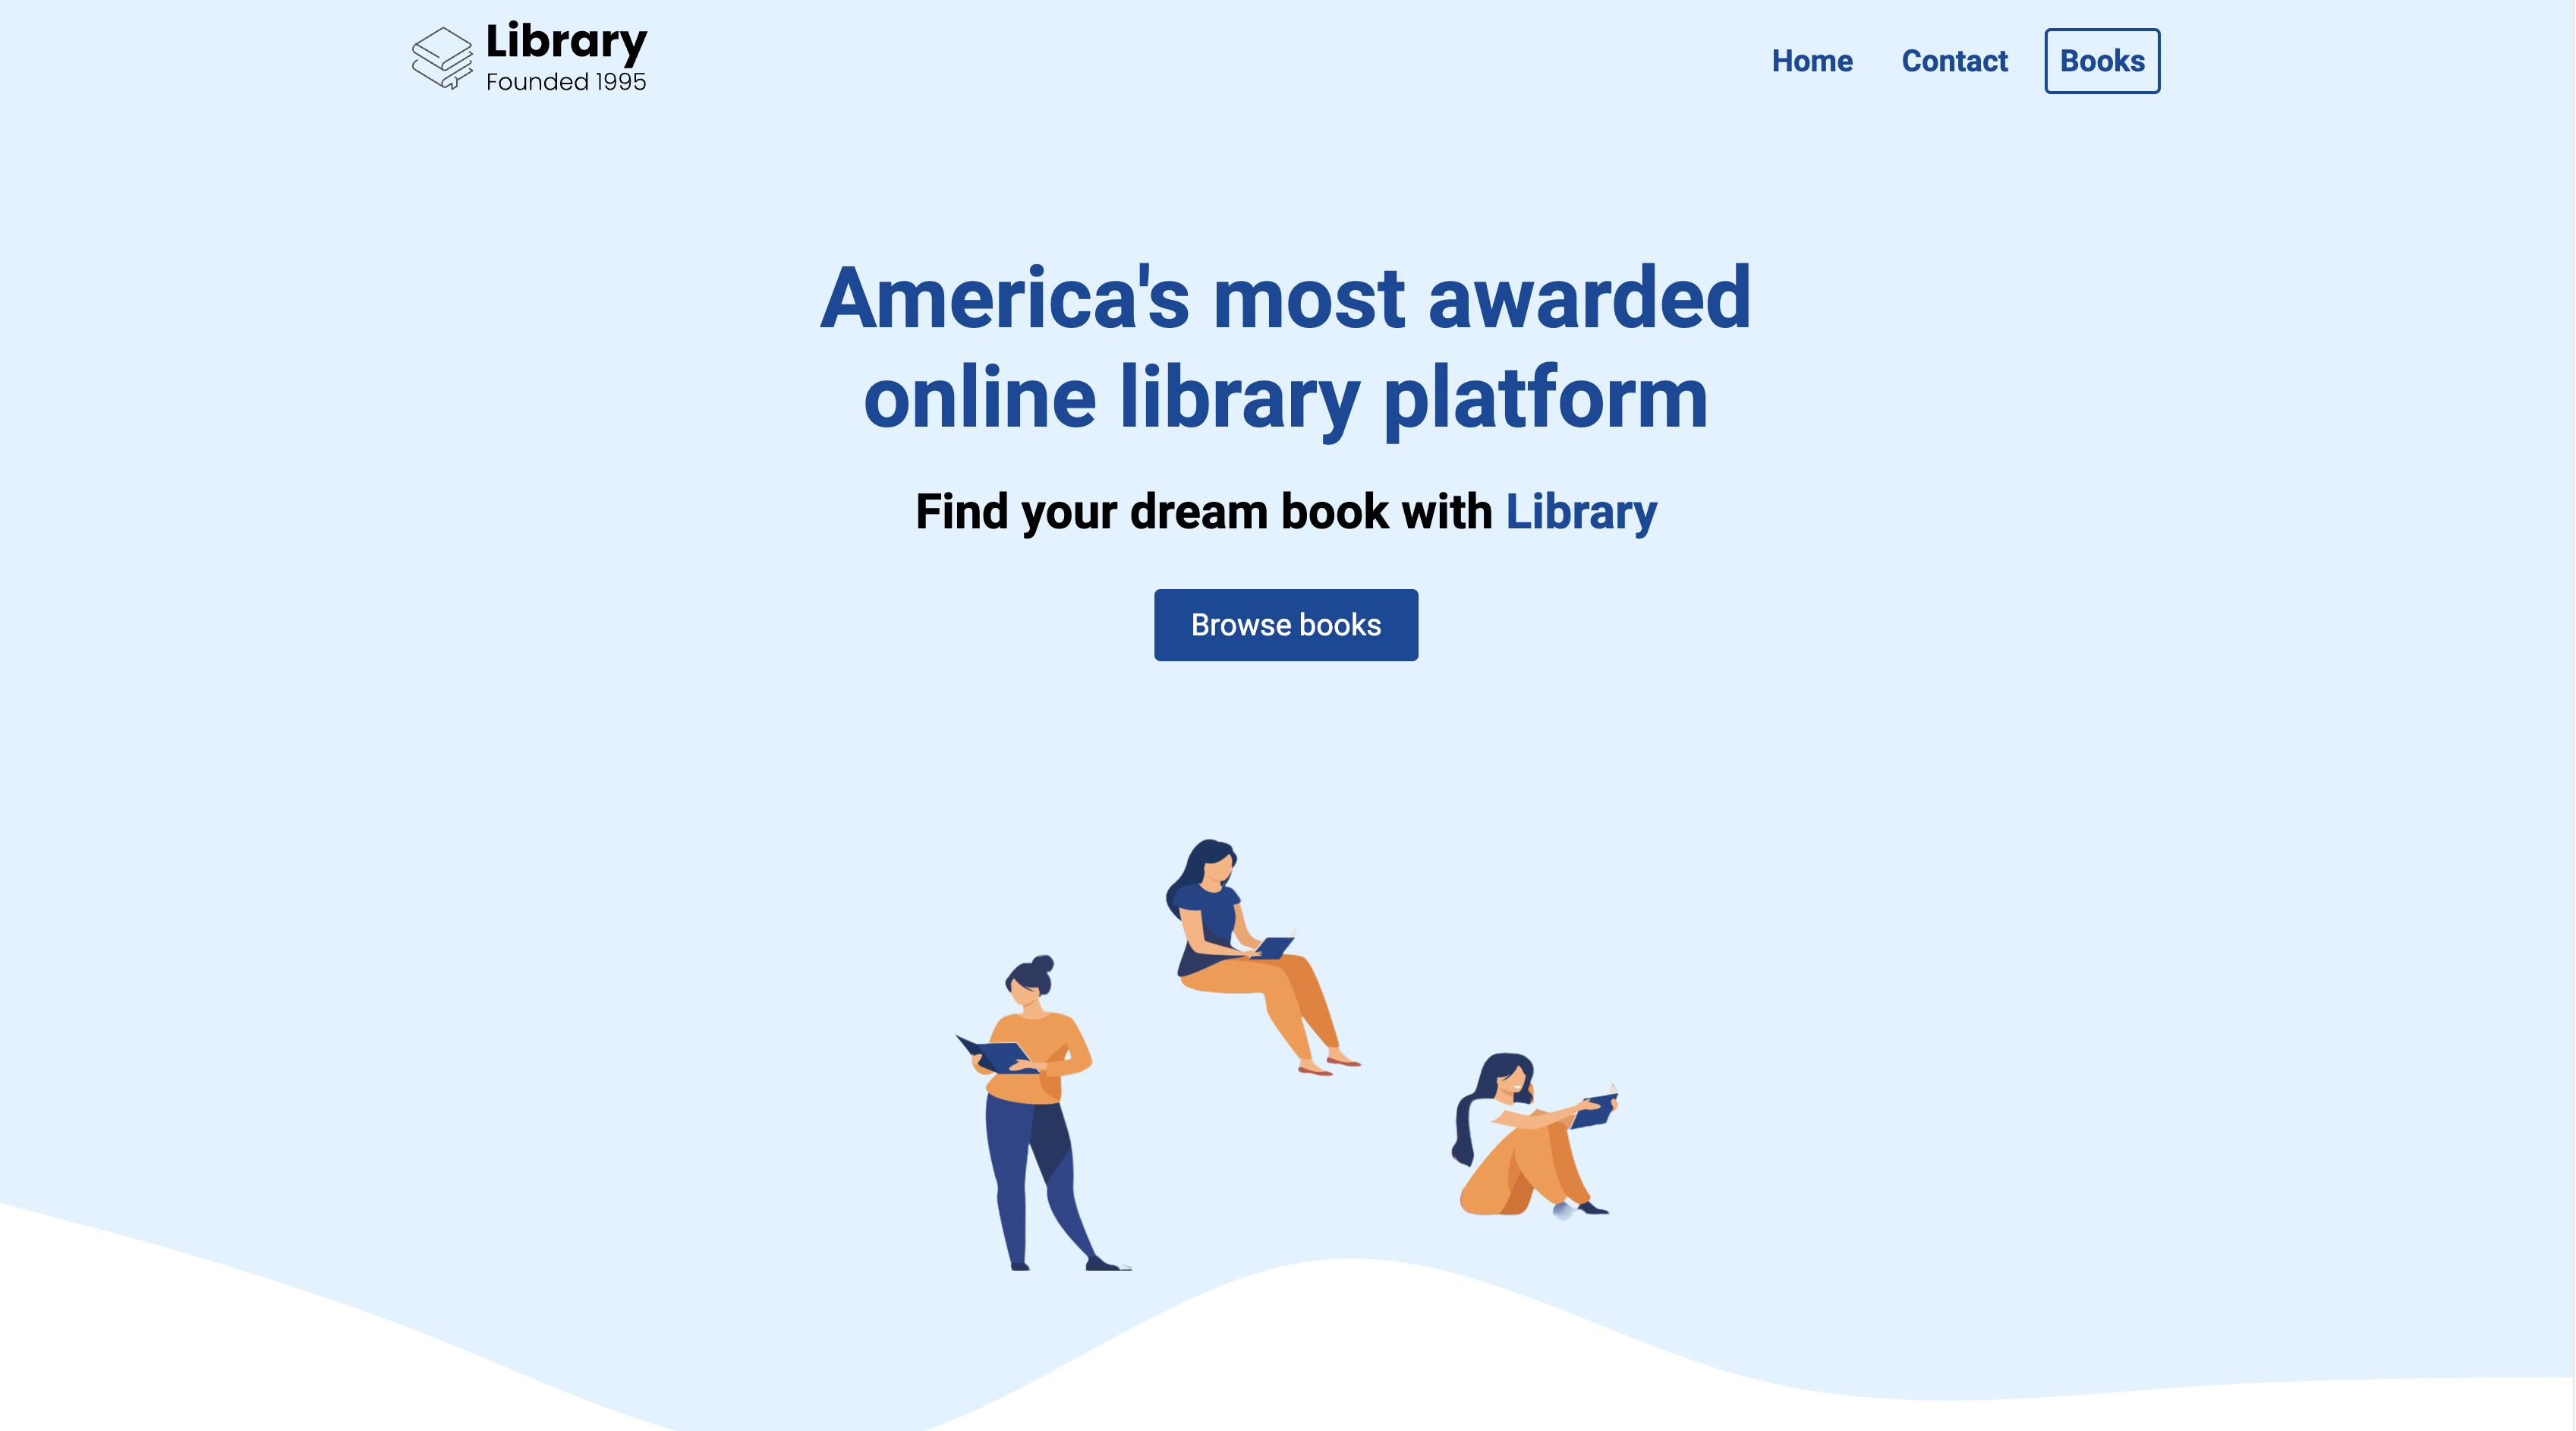 Library
Founded 1995
Home
Contact
Books
America's most awarded
online library platform
Find your dream book with Library
Browse books